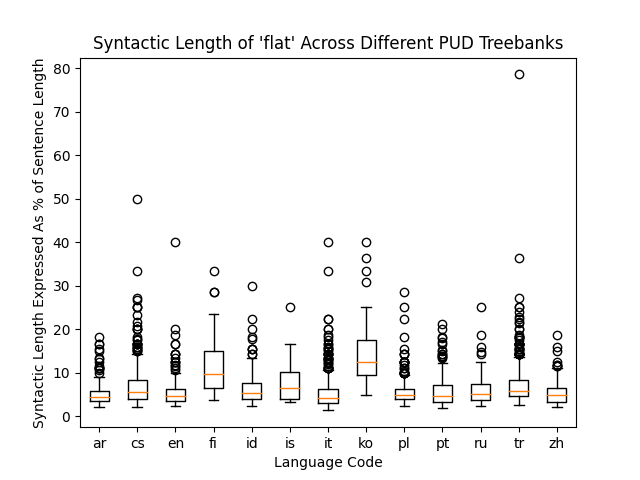 Syntactic Length of 'flat' Across Different PUD Treebanks
Syntactic Length Expressed As % of Sentence Length
80
70
60
50
40
30
20
10
0
ar cs en fi id is it ko pl pt ru tr zh
Language Code